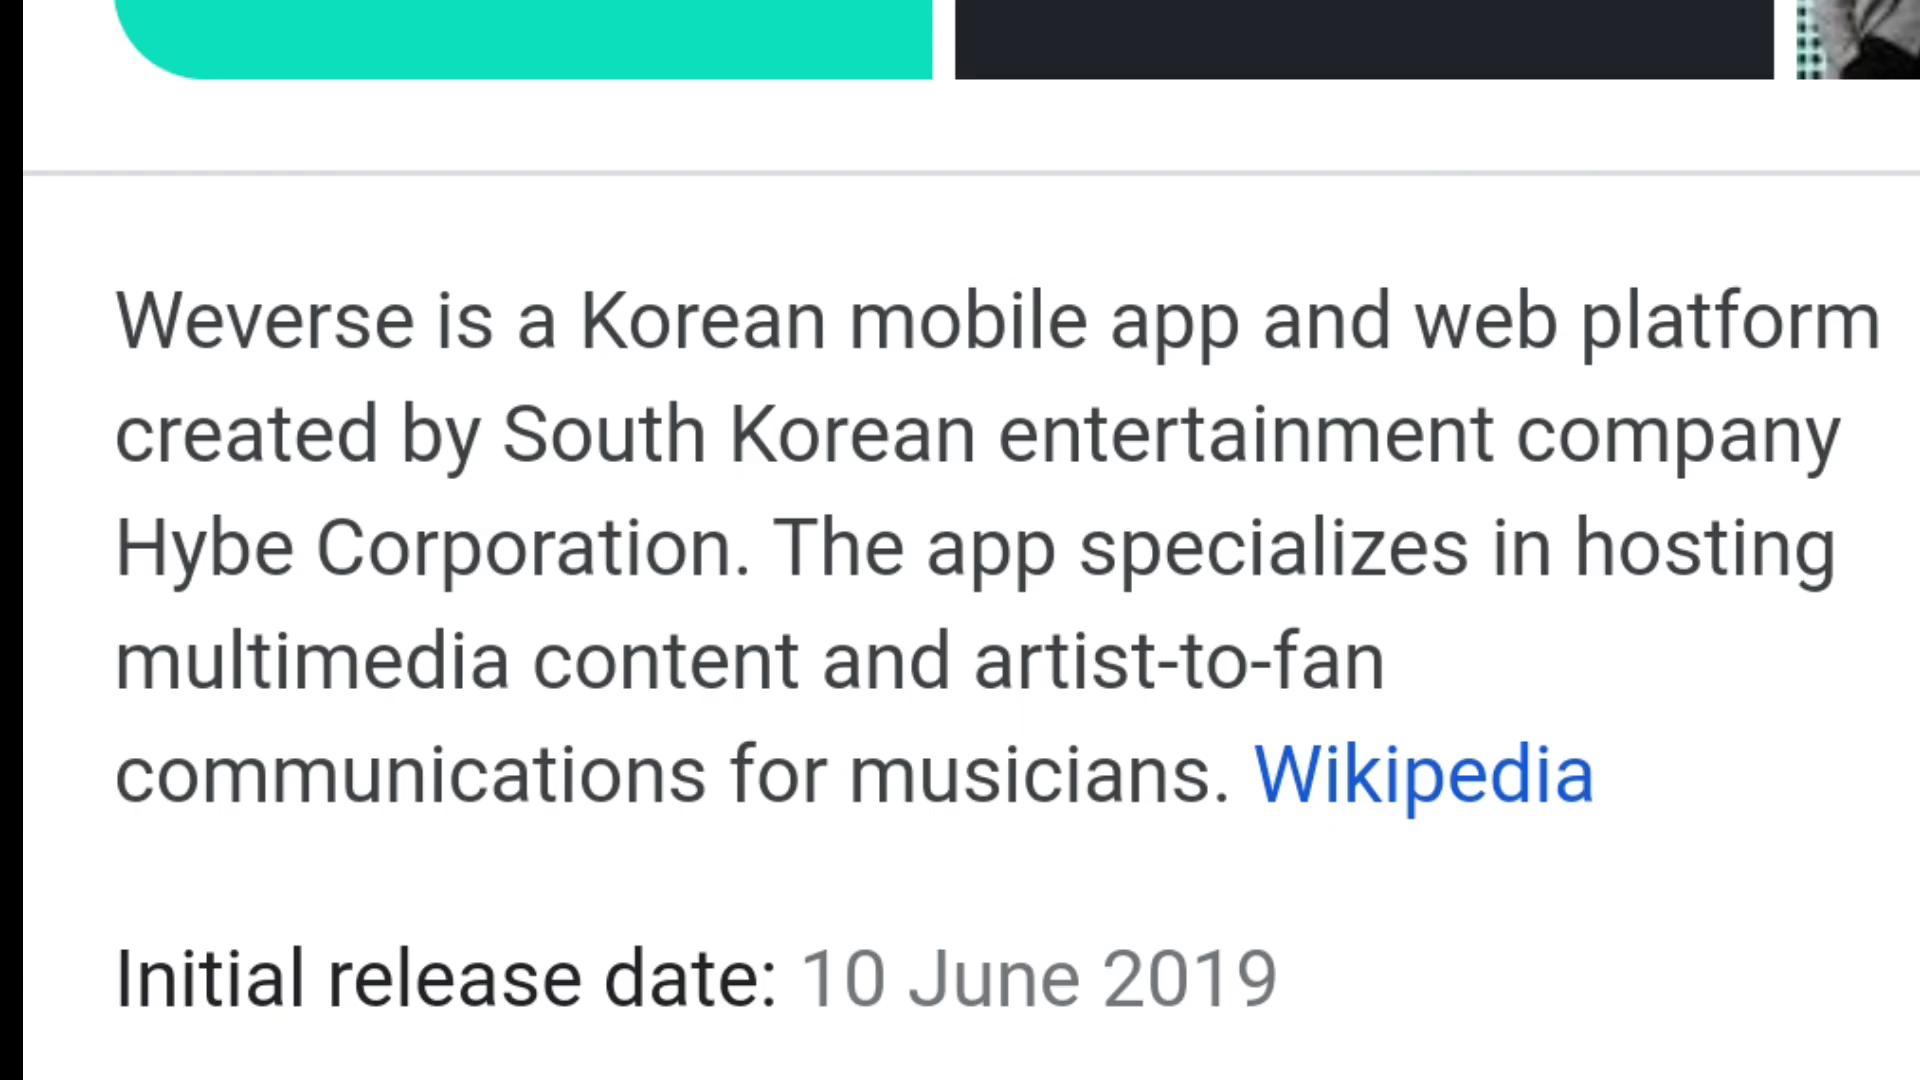 Weverse is a Korean mobile app and web platform
created by South Korean entertainment company
Hybe Corporation. The app specializes in hosting
multimedia content and artist-to-fan
communications for musicians. Wikipedia
Initial release date: 10 June 2019